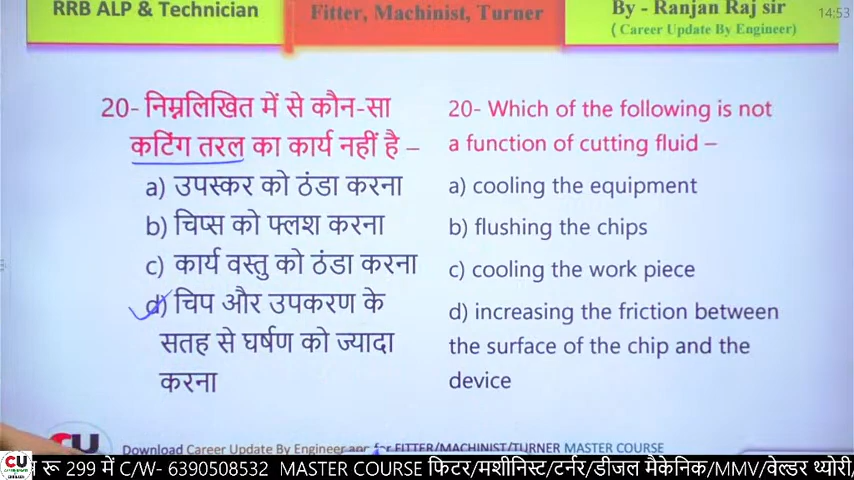 RRB ALP & Technician
Fitter, Machinist, Turner
By - Ranjan Raj sir
( Career Update By Engineer)
14:53
20- निम्नलिखित में से कौन-सा
कटिंग तरल का कार्य नहीं है –
a) उपस्कर को ठंडा करना
b) चिप्स को फ्लश करना
c) कार्य वस्तु को ठंडा करना
d) चिप और उपकरण के
सतह से घर्षण को ज्यादा
करना
20- Which of the following is not
a function of cutting fluid –
a) cooling the equipment
b) flushing the chips
c) cooling the work piece
d) increasing the friction between
the surface of the chip and the
device
CU
Download Career Update By Engineer app for FITTER/MACHINIST/TURNER MASTER COURSE
CU
रू 299 में C/W- 6390508532 MASTER COURSE फिटर/मशीनिस्ट/टर्नर/डीजल मैकेनिक/MMV/वेल्डर थ्योरी,